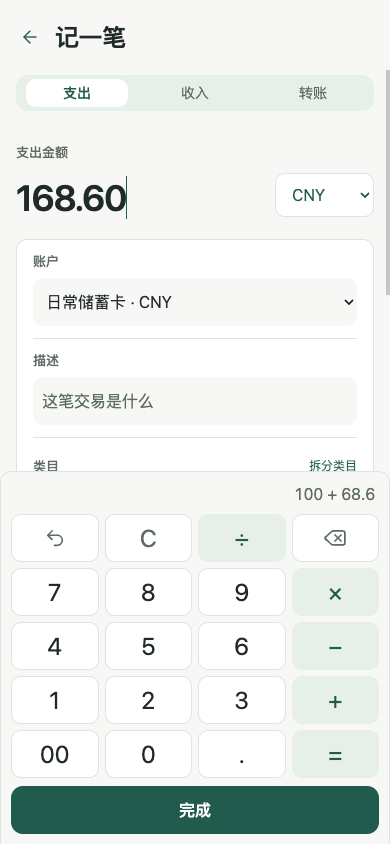 记一笔
支出 收入 转账
支出金额
168.60 CNY
账户
日常储蓄卡 · CNY
描述
这笔交易是什么
类目 拆分类目
100 + 68.6
C ÷
7 8 9 ×
4 5 6 −
1 2 3 +
00 0 . =
完成